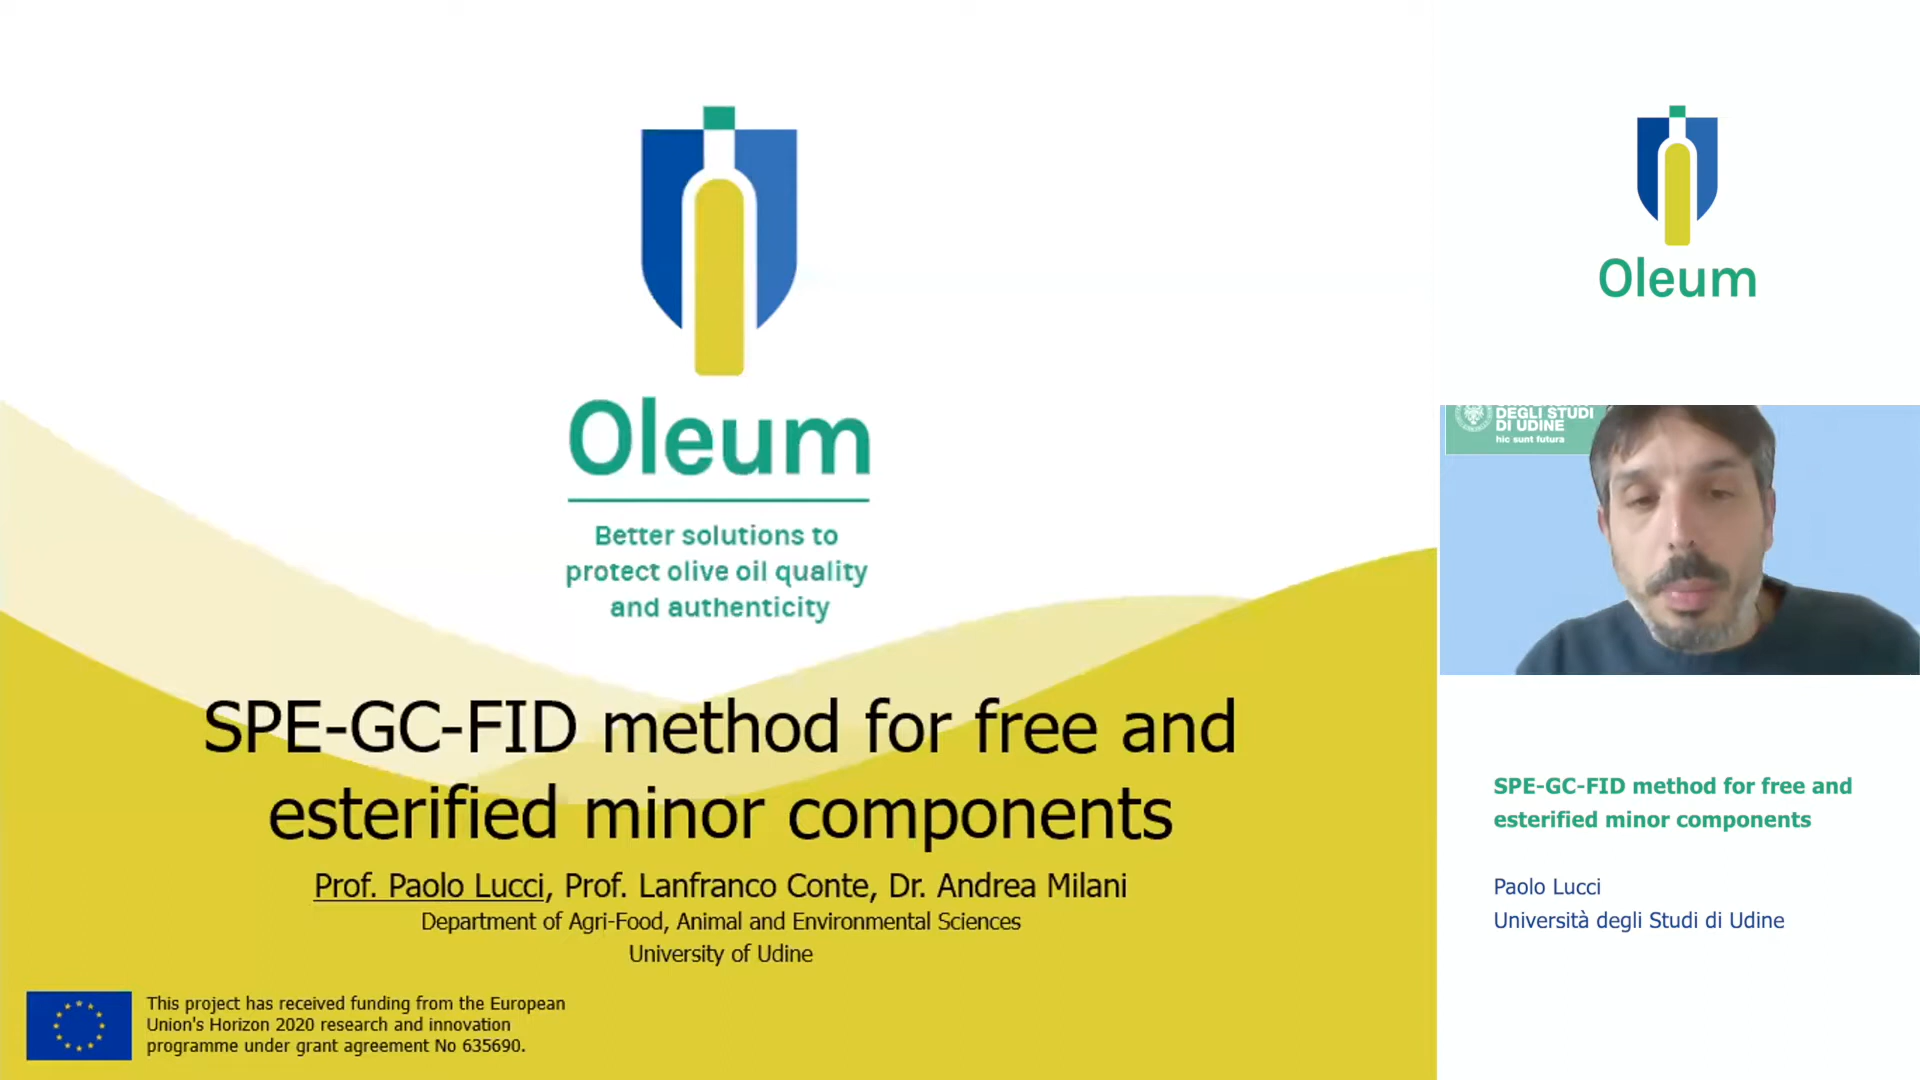 Oleum
Better solutions to
protect olive oil quality
and authenticity
SPE-GC-FID method for free and
esterified minor components
Prof. Paolo Lucci, Prof. Lanfranco Conte, Dr. Andrea Milani
Department of Agri-Food, Animal and Environmental Sciences
University of Udine
This project has received funding from the European
Union's Horizon 2020 research and innovation
programme under grant agreement No 635690.
Oleum
DEGLI STUDI
DI UDINE
hic sunt futura
SPE-GC-FID method for free and
esterified minor components
Paolo Lucci
Università degli Studi di Udine